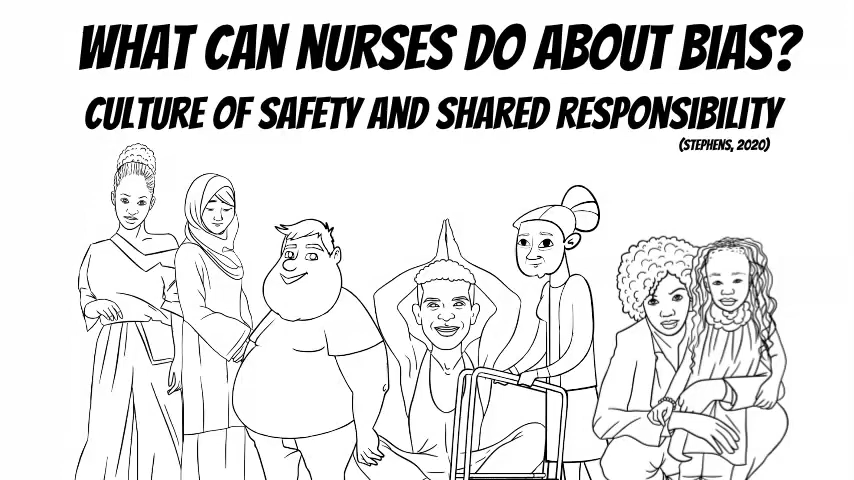 WHAT CAN NURSES DO ABOUT BIAS?
CULTURE OF SAFETY AND SHARED RESPONSIBILITY
(STEPHENS, 2020)